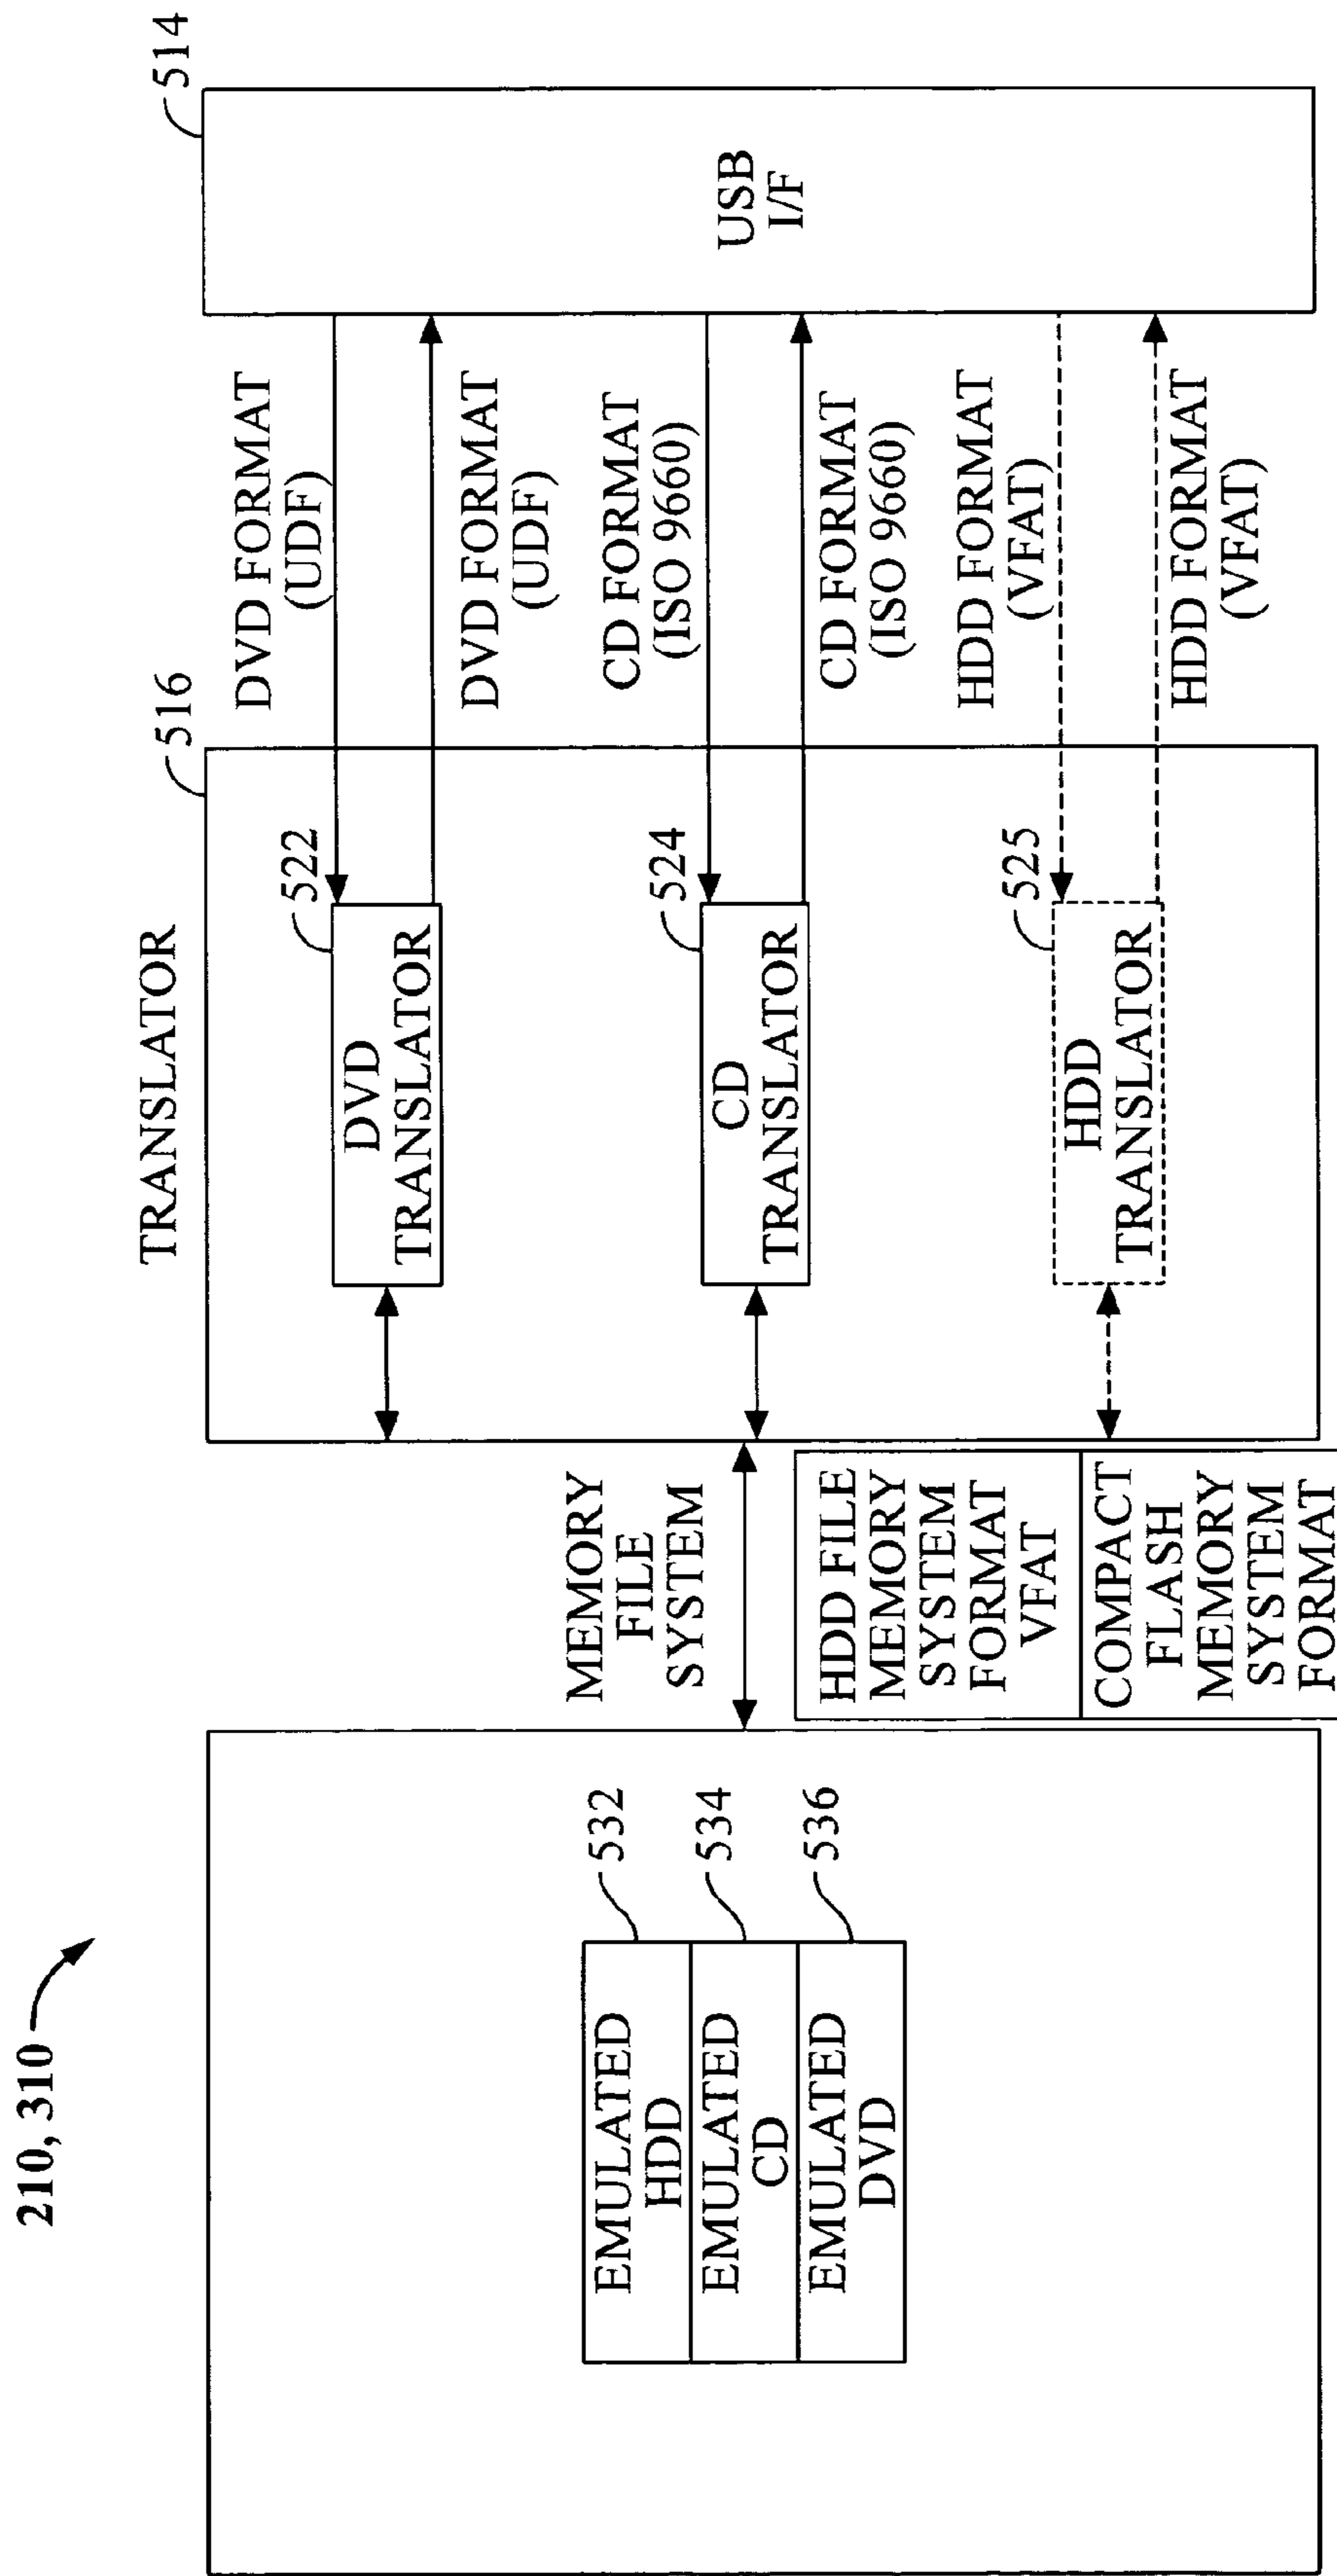 210, 310
EMULATED
HDD
EMULATED
CD
EMULATED
DVD
532
534
536
MEMORY
FILE
SYSTEM
HDD FILE
MEMORY
SYSTEM
FORMAT
VFAT
COMPACT
FLASH
MEMORY
SYSTEM
FORMAT
TRANSLATOR
516
DVD
TRANSLATOR
522
CD
TRANSLATOR
524
HDD
TRANSLATOR
525
DVD FORMAT
(UDF)
DVD FORMAT
(UDF)
CD FORMAT
(ISO 9660)
CD FORMAT
(ISO 9660)
HDD FORMAT
(VFAT)
HDD FORMAT
(VFAT)
514
USB
I/F